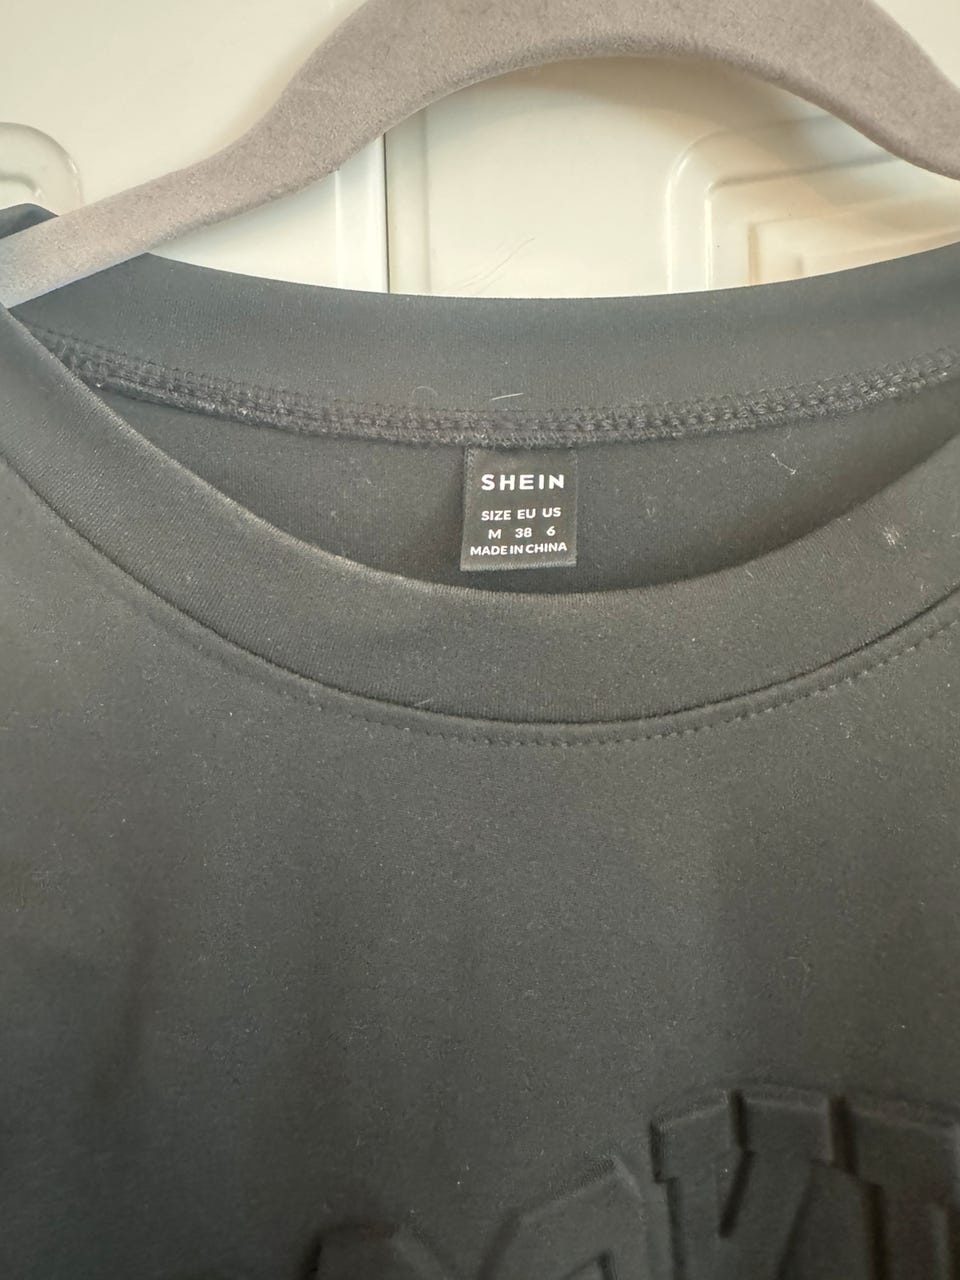 SHEIN
SIZE EU US
M 38 6
MADE IN CHINA